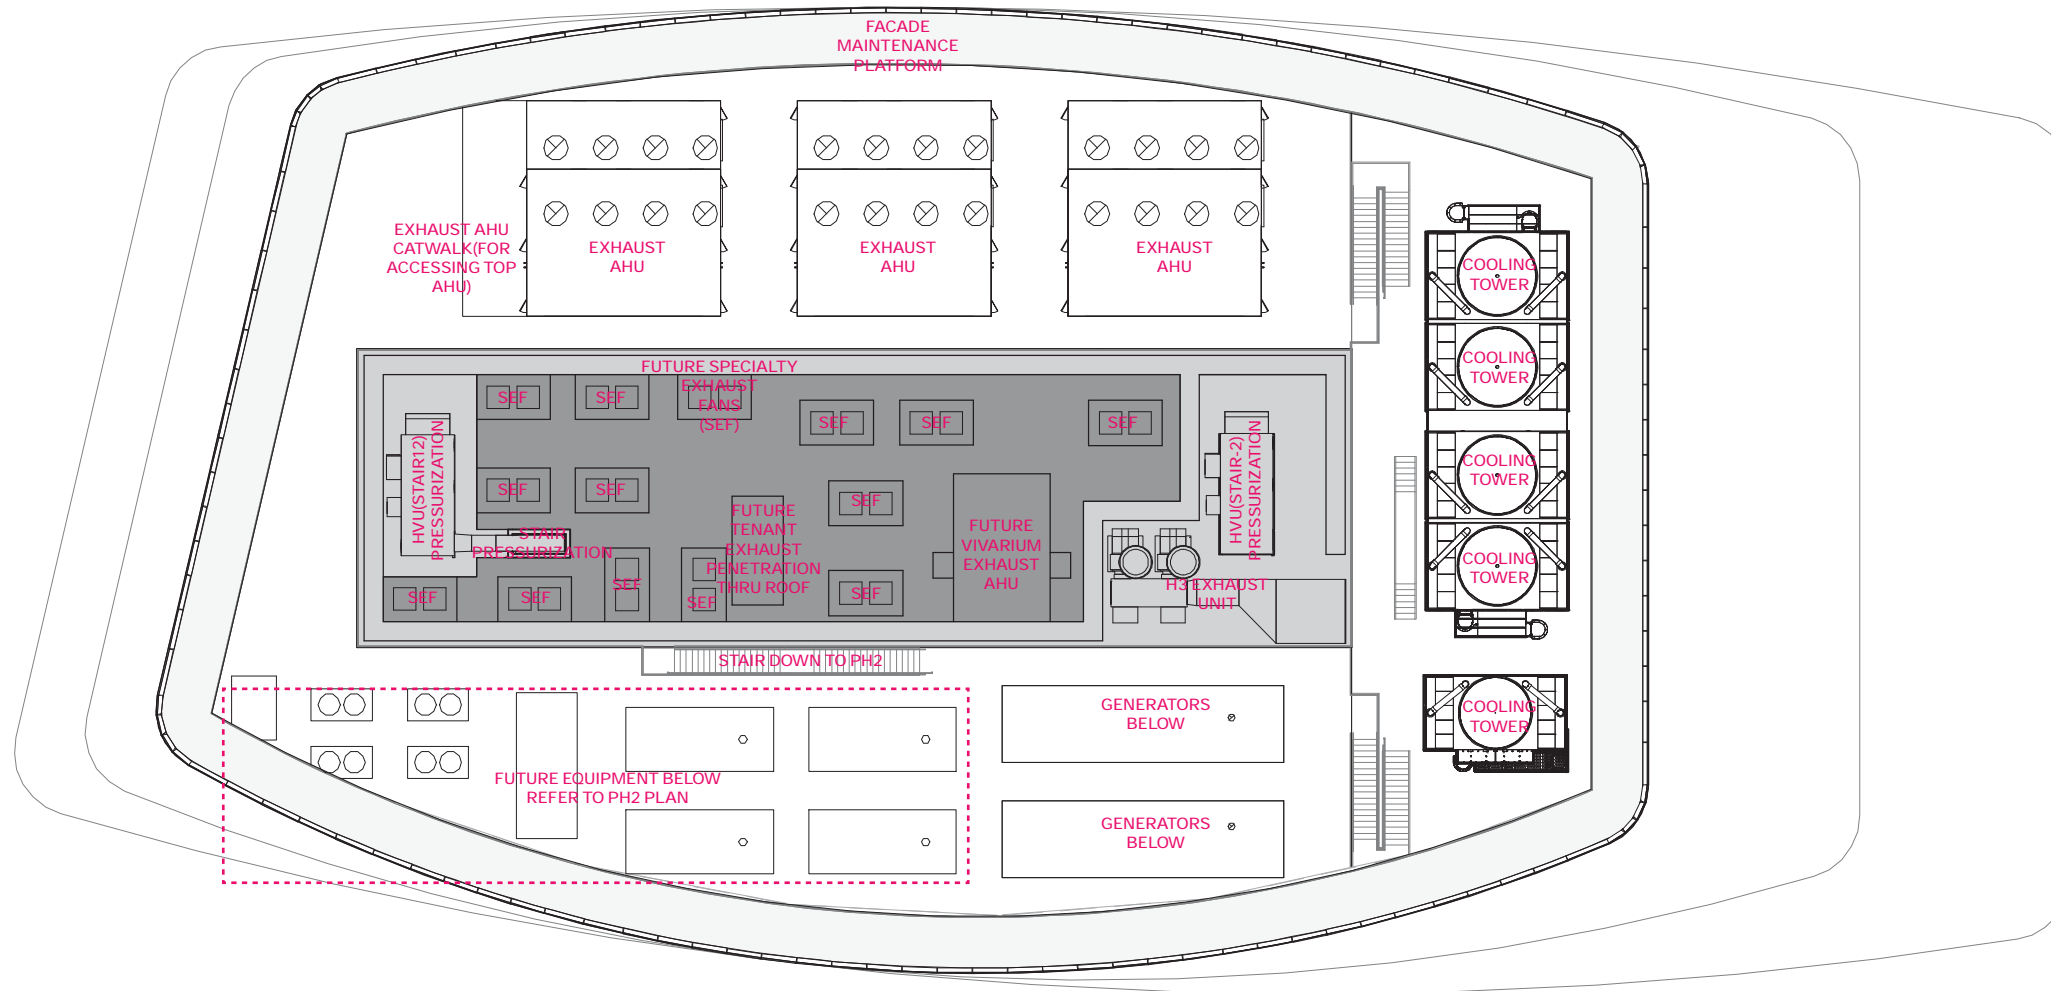 FACADE
MAINTENANCE
PLATFORM
EXHAUST AHU
CATWALK(FOR
ACCESSING TOP
AHU)
EXHAUST
AHU
EXHAUST
AHU
EXHAUST
AHU
COOLING
TOWER
COOLING
TOWER
COOLING
TOWER
COOLING
TOWER
COOLING
TOWER
FUTURE SPECIALTY
EXHAUST
FANS
(SEF)
SEF
SEF
SEF
SEF
SEF
SEF
SEF
SEF
HVU(STAIR12)
PRESSURIZATION
STAIR
PRESSURIZATION
FUTURE
TENANT
EXHAUST
PENETRATION
THRU ROOF
FUTURE
VIVARIUM
EXHAUST
AHU
HVU(STAIR-2)
PRESSURIZATION
H3 EXHAUST
UNIT
SEF
SEF
SEF
SEF
SEF
STAIR DOWN TO PH2
GENERATORS
BELOW
FUTURE EQUIPMENT BELOW
REFER TO PH2 PLAN
GENERATORS
BELOW